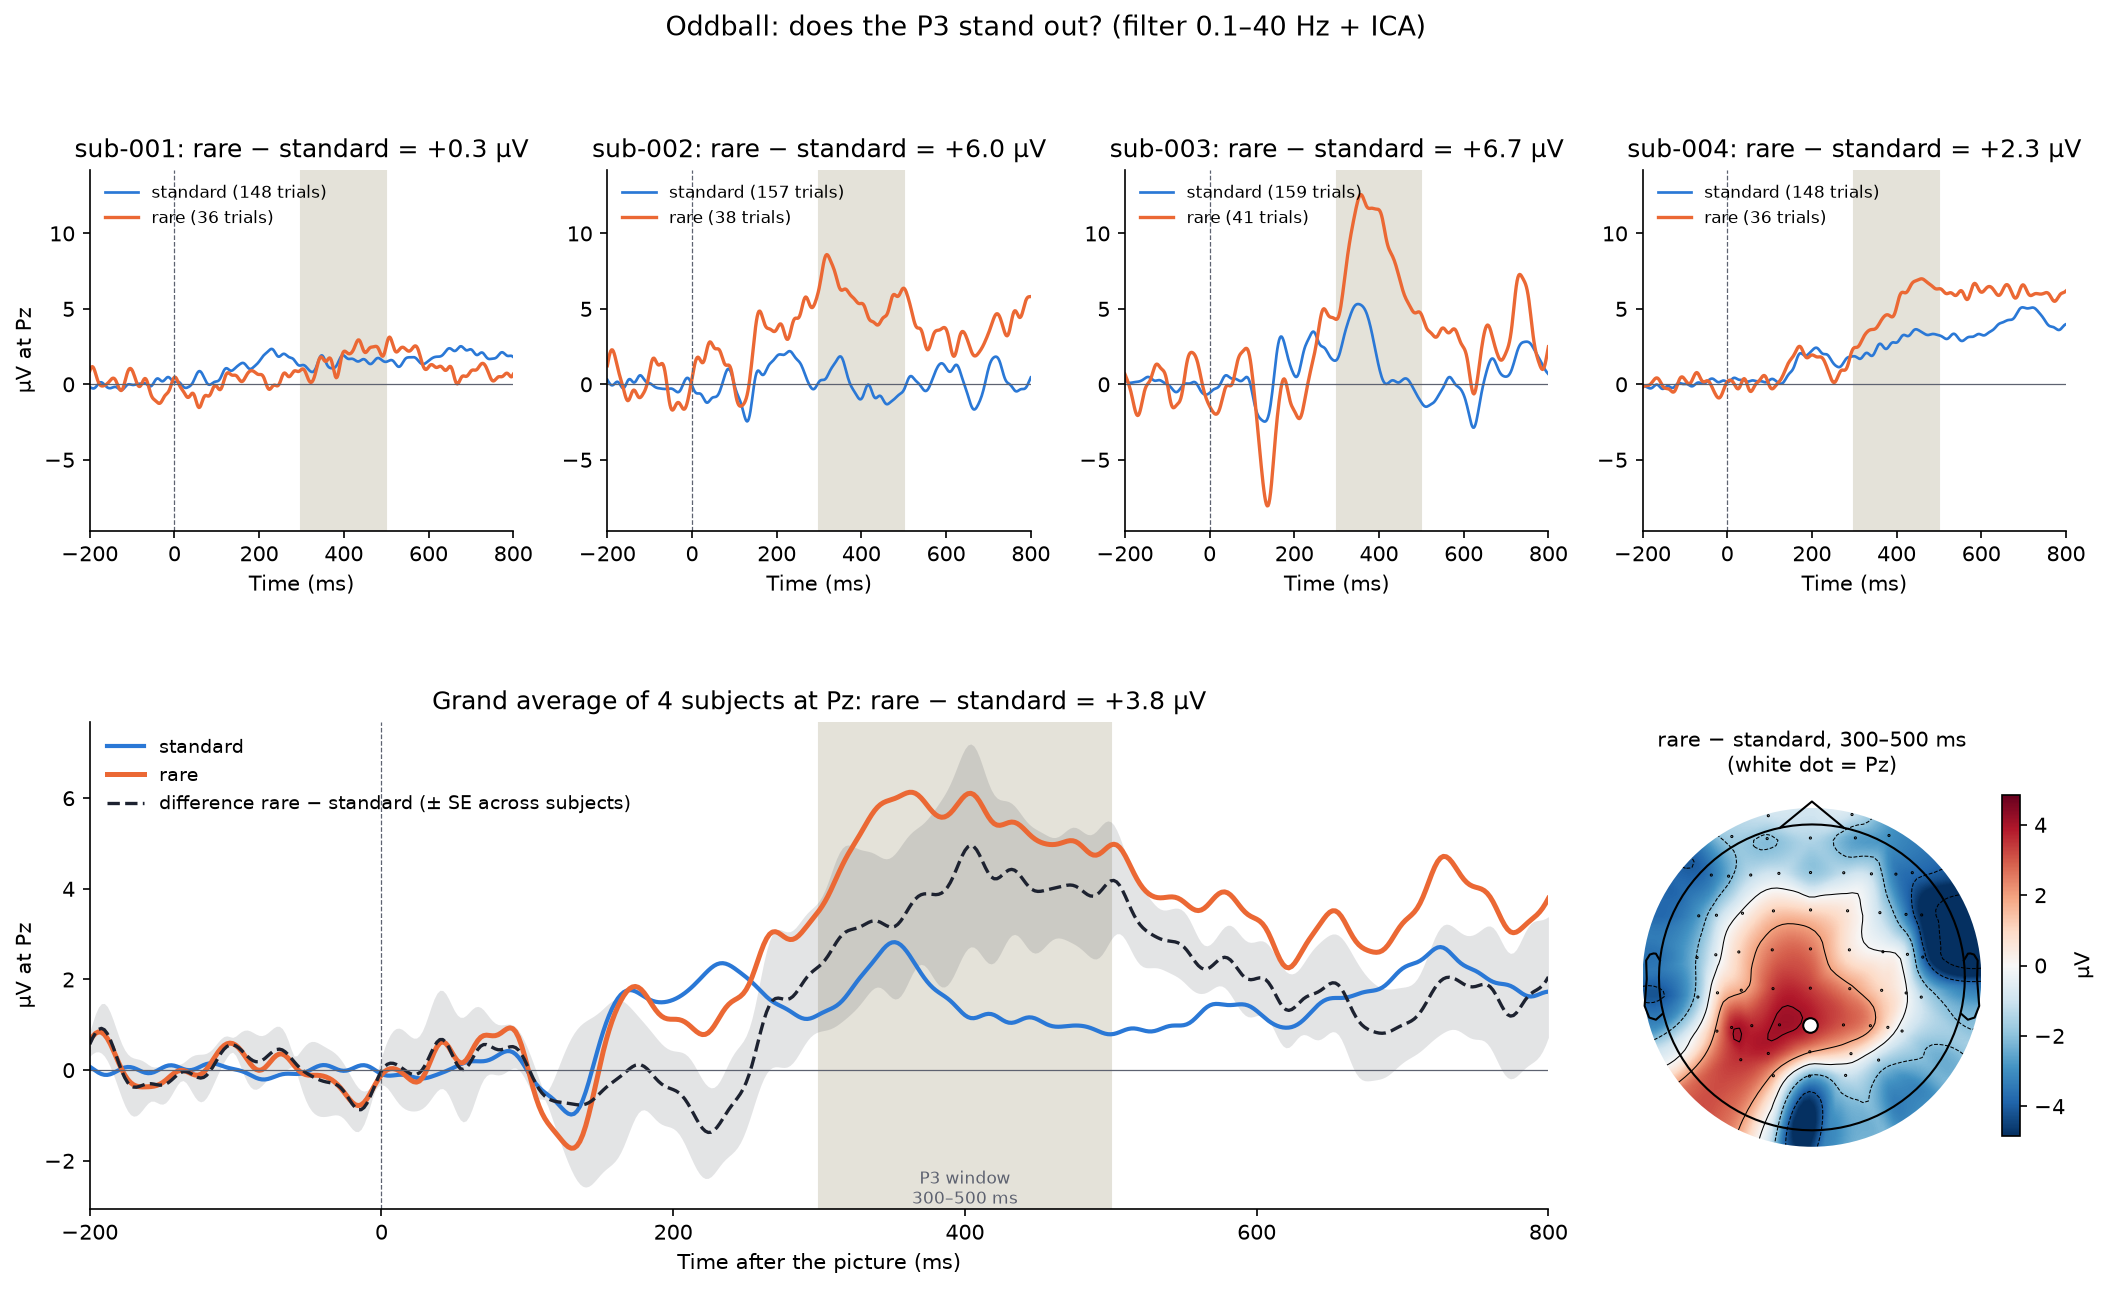 Oddball: does the P3 stand out? (filter 0.1–40 Hz + ICA)
sub-001: rare − standard = +0.3 µV
standard (148 trials)
rare (36 trials)
10
5
0
−5
µV at Pz
−200 0 200 400 600 800
Time (ms)
sub-002: rare − standard = +6.0 µV
standard (157 trials)
rare (38 trials)
10
5
0
−5
−200 0 200 400 600 800
Time (ms)
sub-003: rare − standard = +6.7 µV
standard (159 trials)
rare (41 trials)
10
5
0
−5
−200 0 200 400 600 800
Time (ms)
sub-004: rare − standard = +2.3 µV
standard (148 trials)
rare (36 trials)
10
5
0
−5
−200 0 200 400 600 800
Time (ms)
Grand average of 4 subjects at Pz: rare − standard = +3.8 µV
standard
rare
difference rare − standard (± SE across subjects)
6
4
2
0
−2
µV at Pz
P3 window
300–500 ms
−200 0 200 400 600 800
Time after the picture (ms)
rare − standard, 300–500 ms
(white dot = Pz)
4
2
0
−2
−4
µV